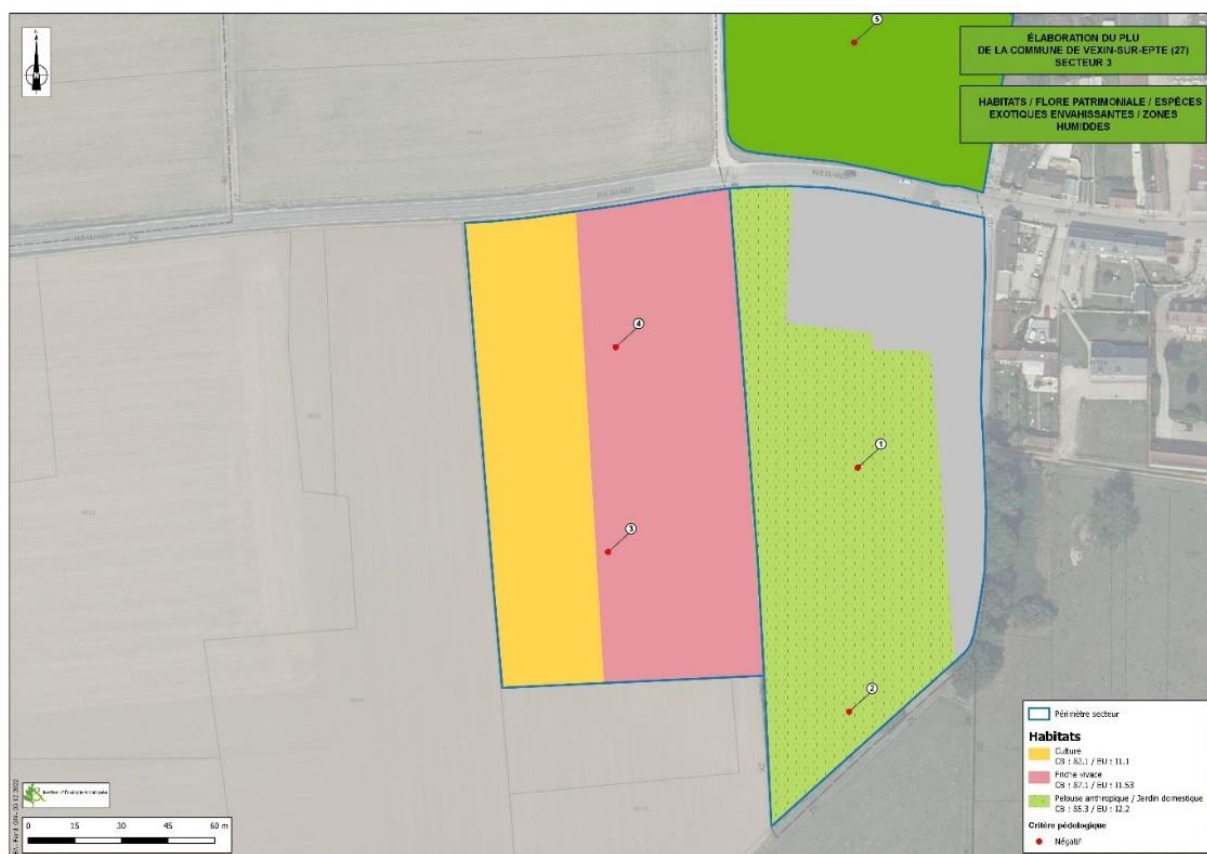 ÉLABORATION DU PLU
DE LA COMMUNE DE VEXIN-SUR-EPTE (27)
SECTEUR 3
HABITATS / FLORE PATRIMONIALE / ESPÈCES
EXOTIQUES ENVAHISSANTES / ZONES
HUMIDDES
N
5
4
1
3
2
Périmètre secteur
Habitats
Culture
CB : 82.1 / EU : I1.1
Friche vivace
CB : 87.1 / EU : I1.53
Pelouse anthropique / Jardin domestique
CB : 85.3 / EU : I2.2
Critère pédologique
Négatif
0 15 30 45 60 m